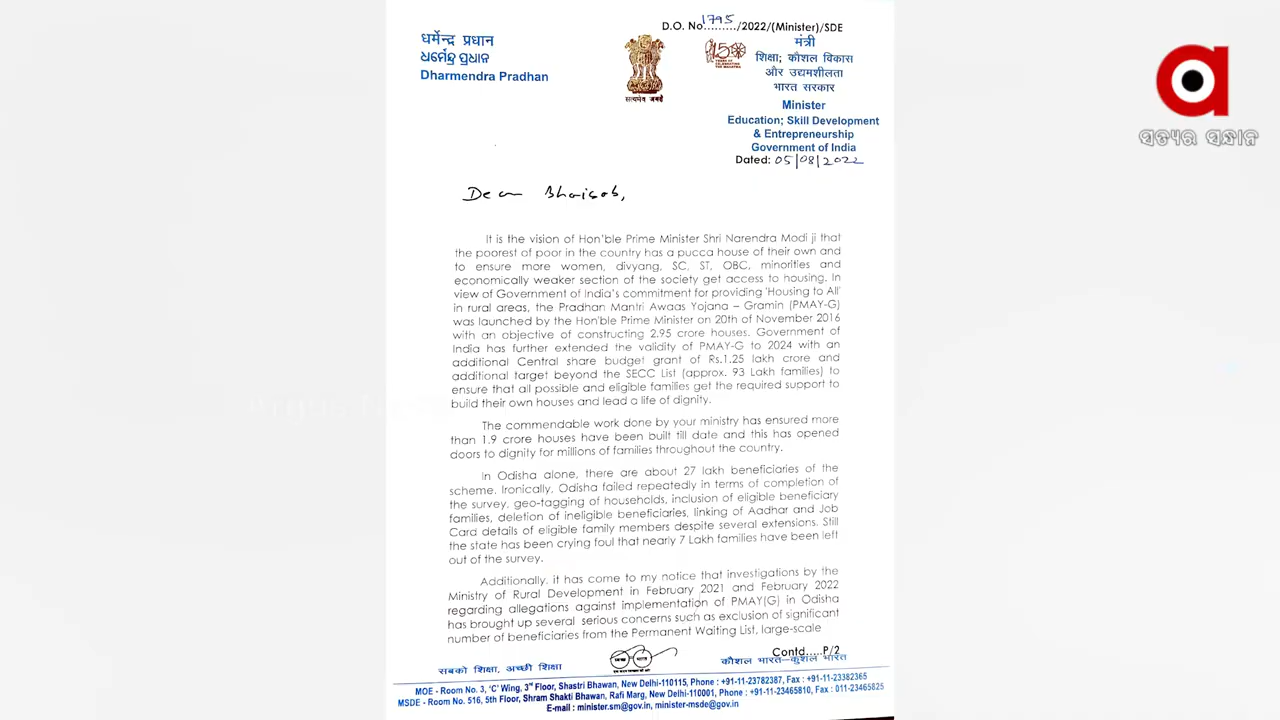 D.O. No.1795/2022/(Minister)/SDE
धर्मेन्द्र प्रधान
ଧର୍ମେନ୍ଦ୍ର ପ୍ରଧାନ
Dharmendra Pradhan
सत्यमेव जयते
मंत्री
शिक्षा; कौशल विकास
और उद्यमशीलता
भारत सरकार
Minister
Education; Skill Development
& Entrepreneurship
Government of India
Dated: 05/08/2022
a
ସତ୍ୟର ସନ୍ଧାନ
Dear Bhaisab,
It is the vision of Hon'ble Prime Minister Shri Narendra Modi ji that
the poorest of poor in the country has a pucca house of their own and
to ensure more women, divyang, SC, ST, OBC, minorities and
economically weaker section of the society get access to housing. In
view of Government of India's commitment for providing 'Housing to All'
in rural areas, the Pradhan Mantri Awaas Yojana – Gramin (PMAY-G)
was launched by the Hon'ble Prime Minister on 20th of November 2016
with an objective of constructing 2.95 crore houses. Government of
India has further extended the validity of PMAY-G to 2024 with an
additional Central share budget grant of Rs.1.25 lakh crore and
additional target beyond the SECC List (approx. 93 Lakh families) to
ensure that all possible and eligible families get the required support to
build their own houses and lead a life of dignity.
The commendable work done by your ministry has ensured more
than 1.9 crore houses have been built till date and this has opened
doors to dignity for millions of families throughout the country.
In Odisha alone, there are about 27 lakh beneficiaries of the
scheme. Ironically, Odisha failed repeatedly in terms of completion of
the survey, geo-tagging of households, inclusion of eligible beneficiary
families, deletion of ineligible beneficiaries, linking of Aadhar and Job
Card details of eligible family members despite several extensions. Still
the state has been crying foul that nearly 7 Lakh families have been left
out of the survey.
Additionally, it has come to my notice that investigations by the
Ministry of Rural Development in February 2021 and February 2022
regarding allegations against implementation of PMAY(G) in Odisha
has brought up several serious concerns such as exclusion of significant
number of beneficiaries from the Permanent Waiting List, large-scale
Contd....P/2
सबको शिक्षा, अच्छी शिक्षा
कौशल भारत-कुशल भारत
MOE - Room No. 3, 'C' Wing, 3rd Floor, Shastri Bhawan, New Delhi-110115, Phone : +91-11-23782387, Fax : +91-11-23382365
MSDE - Room No. 516, 5th Floor, Shram Shakti Bhawan, Rafi Marg, New Delhi-110001, Phone : +91-11-23465810, Fax : 011-23465825
E-mail : minister.sm@gov.in, minister-msde@gov.in